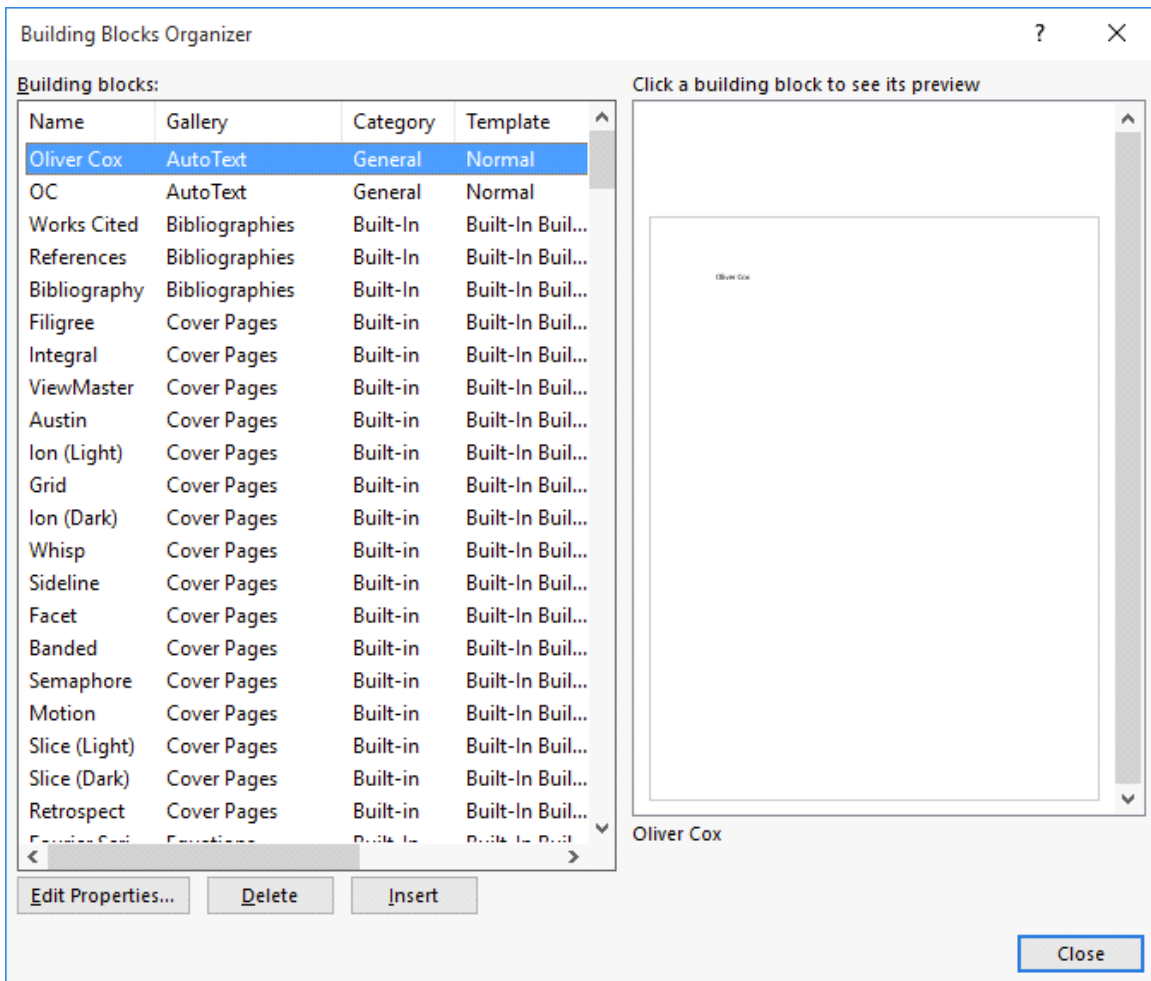 Building Blocks Organizer ?
Building blocks:
Name Gallery Category Template
Oliver Cox AutoText General Normal
OC AutoText General Normal
Works Cited Bibliographies Built-In Built-In Buil...
References Bibliographies Built-In Built-In Buil...
Bibliography Bibliographies Built-In Built-In Buil...
Filigree Cover Pages Built-in Built-In Buil...
Integral Cover Pages Built-in Built-In Buil...
ViewMaster Cover Pages Built-in Built-In Buil...
Austin Cover Pages Built-in Built-In Buil...
Ion (Light) Cover Pages Built-in Built-In Buil...
Grid Cover Pages Built-in Built-In Buil...
Ion (Dark) Cover Pages Built-in Built-In Buil...
Whisp Cover Pages Built-in Built-In Buil...
Sideline Cover Pages Built-in Built-In Buil...
Facet Cover Pages Built-in Built-In Buil...
Banded Cover Pages Built-in Built-In Buil...
Semaphore Cover Pages Built-in Built-In Buil...
Motion Cover Pages Built-in Built-In Buil...
Slice (Light) Cover Pages Built-in Built-In Buil...
Slice (Dark) Cover Pages Built-in Built-In Buil...
Retrospect Cover Pages Built-in Built-In Buil...
Edit Properties... Delete Insert
Click a building block to see its preview
Oliver Cox
Oliver Cox
Close